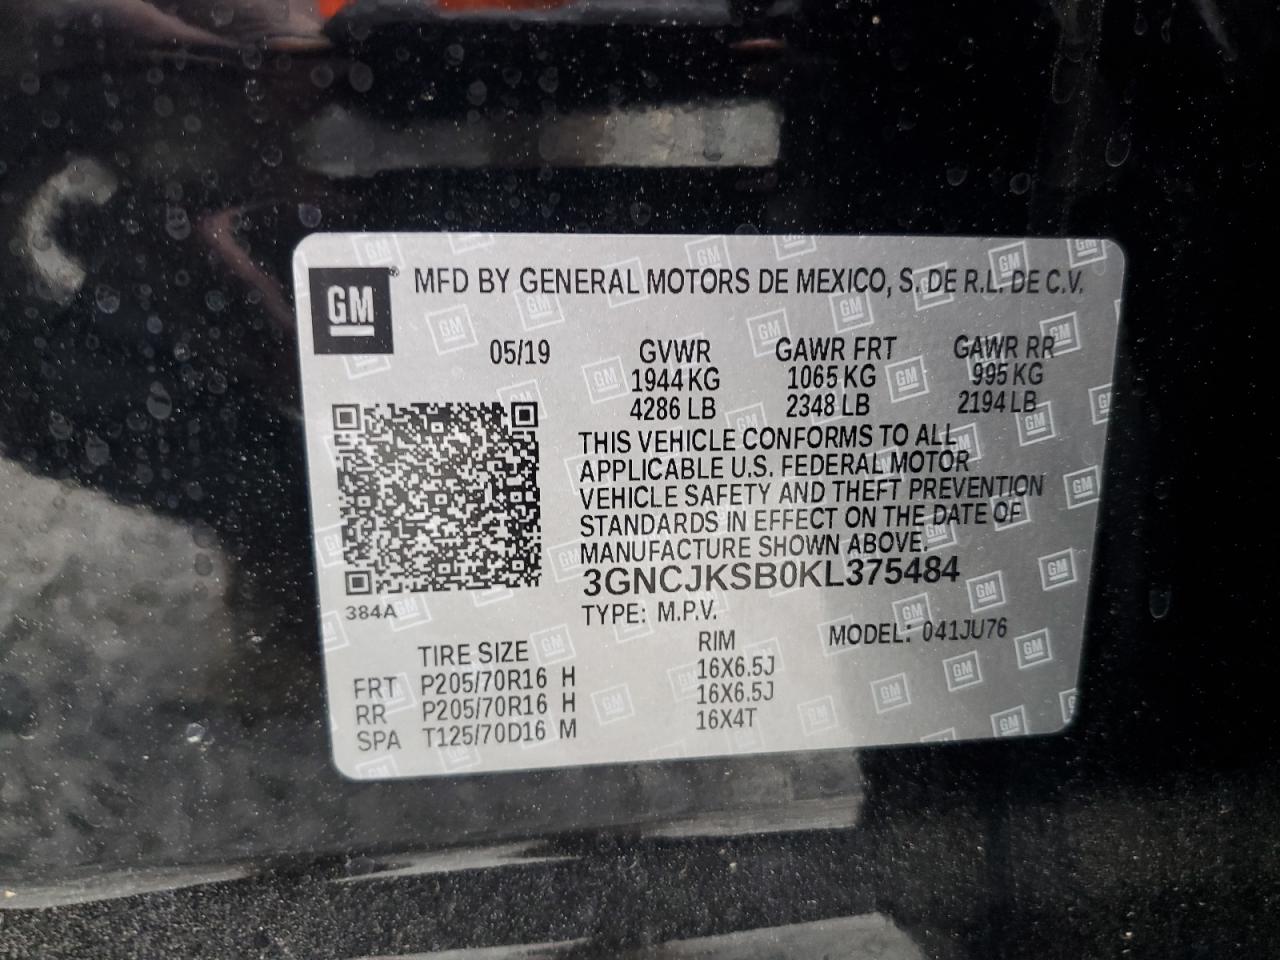 GM® MFD BY GENERAL MOTORS DE MEXICO, S. DE R.L. DE C.V.
05/19 GVWR GAWR FRT GAWR RR
1944 KG 1065 KG 995 KG
4286 LB 2348 LB 2194 LB
THIS VEHICLE CONFORMS TO ALL
APPLICABLE U.S. FEDERAL MOTOR
VEHICLE SAFETY AND THEFT PREVENTION
STANDARDS IN EFFECT ON THE DATE OF
MANUFACTURE SHOWN ABOVE.
3GNCJKSB0KL375484
384A
TYPE: M.P.V.
MODEL: 041JU76
TIRE SIZE RIM
FRT P205/70R16 H 16X6.5J
RR P205/70R16 H 16X6.5J
SPA T125/70D16 M 16X4T